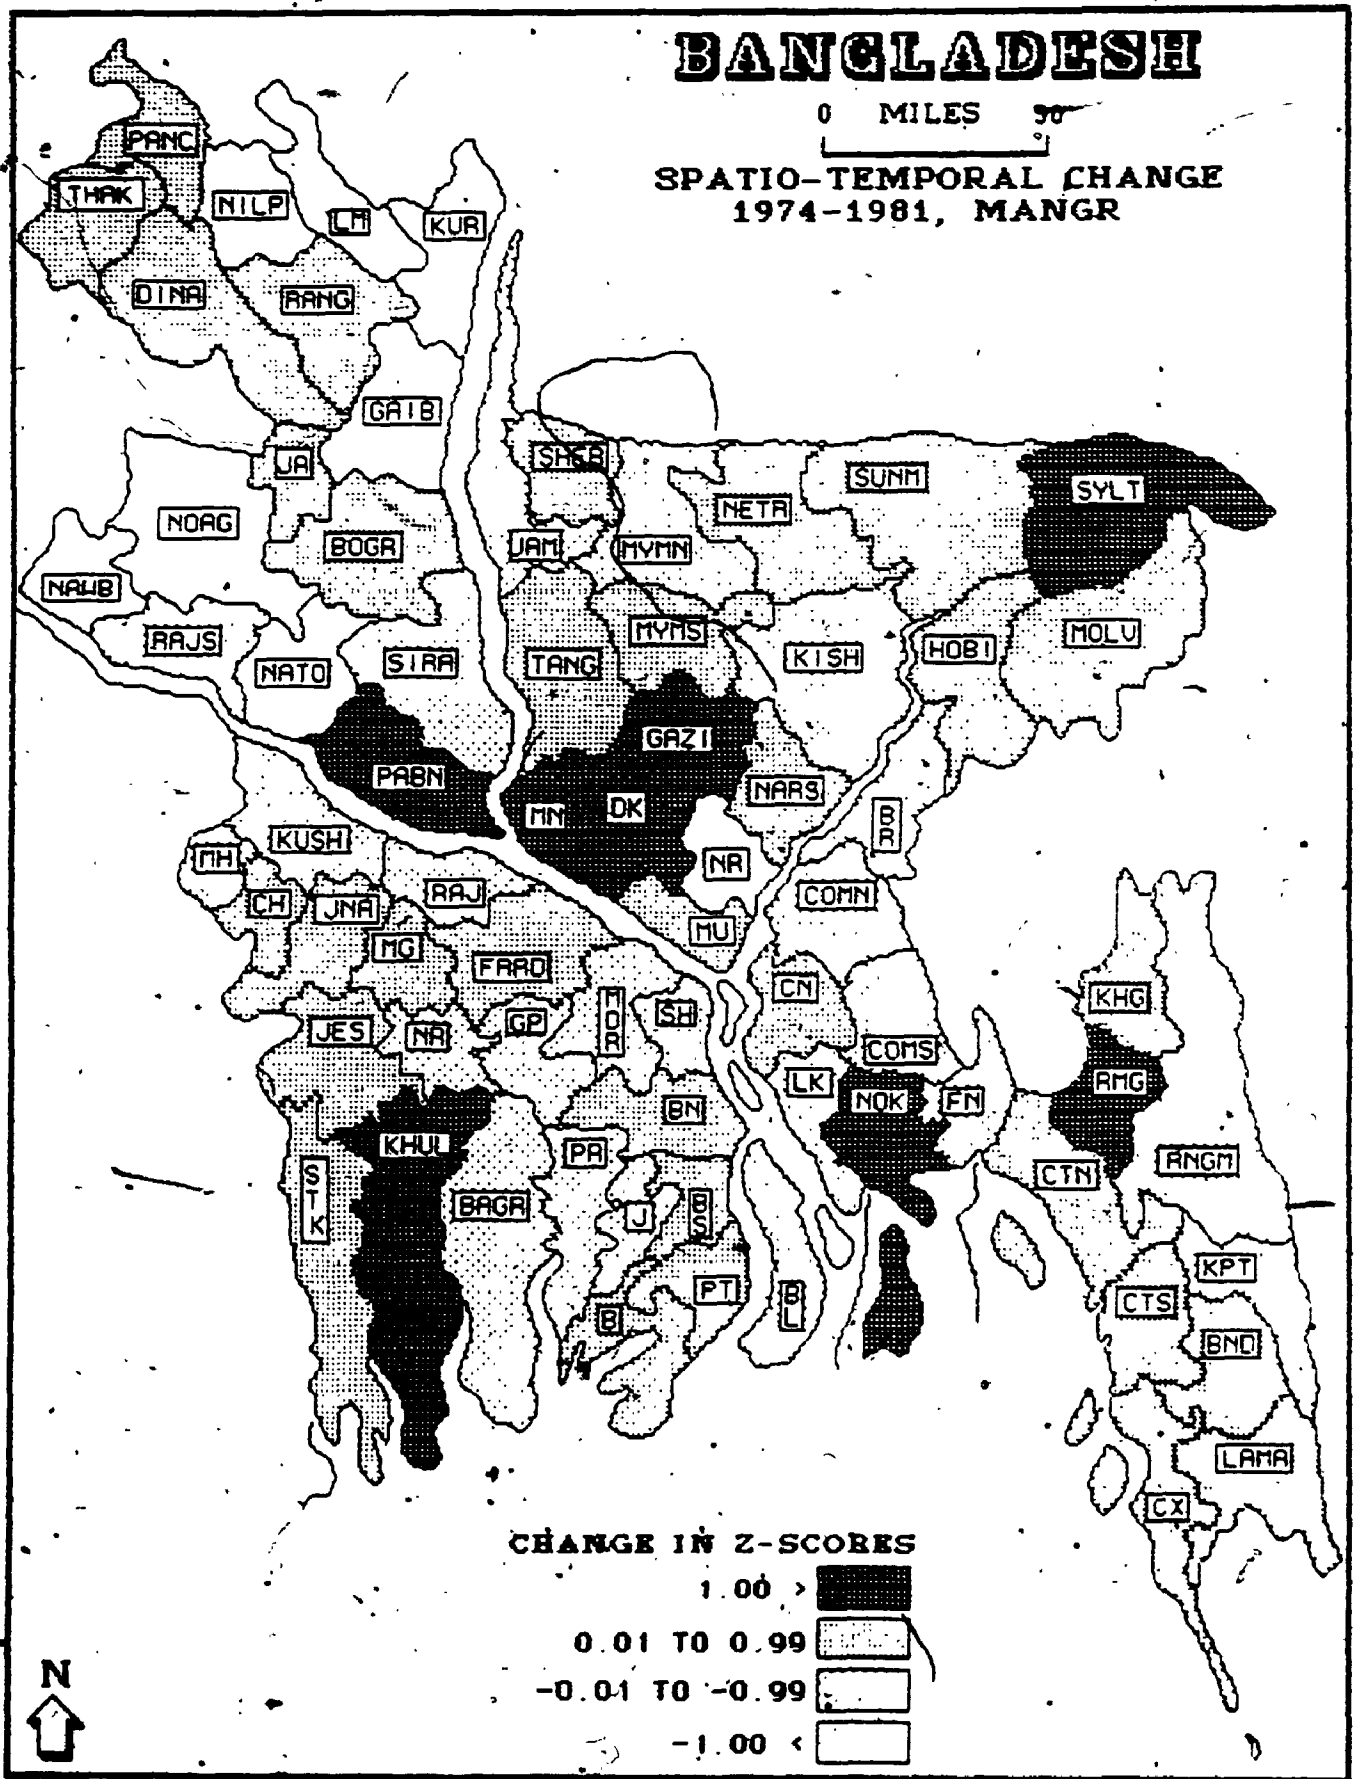 BANGLADESH
0 MILES 50
SPATIO-TEMPORAL CHANGE
1974-1981, MANGR
PANC
THAK
NILP
LM
KUR
DINA
RANG
GAIB
JA
SHER
SUNM
SYLT
NOAG
BOGR
NETR
JAM
MYMN
NAWB
RAJS
NATO
SIRA
TANG
MYMS
KISH
HOBI
MOLV
GAZI
PABN
MN
DK
NARS
BR
KUSH
MH
NR
RAJ
COMN
CH
JNA
MG
MU
FARD
CN
KHG
MDR
SH
JES
NR
GP
COMS
LK
NOK
FN
RMG
BN
KHUL
PR
CTN
RNGM
STK
BAGR
J
BS
PT
BL
B
KPT
CTS
BND
LAMA
CX
CHANGE IN Z-SCORES
1.00 >
0.01 TO 0.99
-0.01 TO -0.99
-1.00 <
N